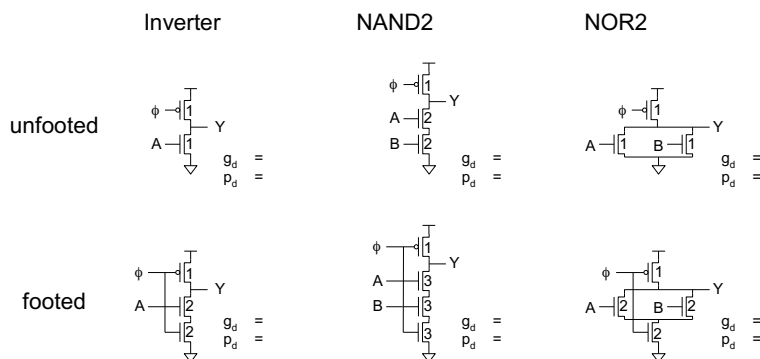 Inverter NAND2 NOR2
unfooted
ϕ 1 Y
A 1
g_d =
p_d =
ϕ 1 Y
A 2
B 2
g_d =
p_d =
ϕ 1 Y
A 1 B 1
g_d =
p_d =
footed
ϕ 1 Y
A 2
2
g_d =
p_d =
ϕ 1 Y
A 3
B 3
3
g_d =
p_d =
ϕ 1 Y
A 2 B 2
2
g_d =
p_d =